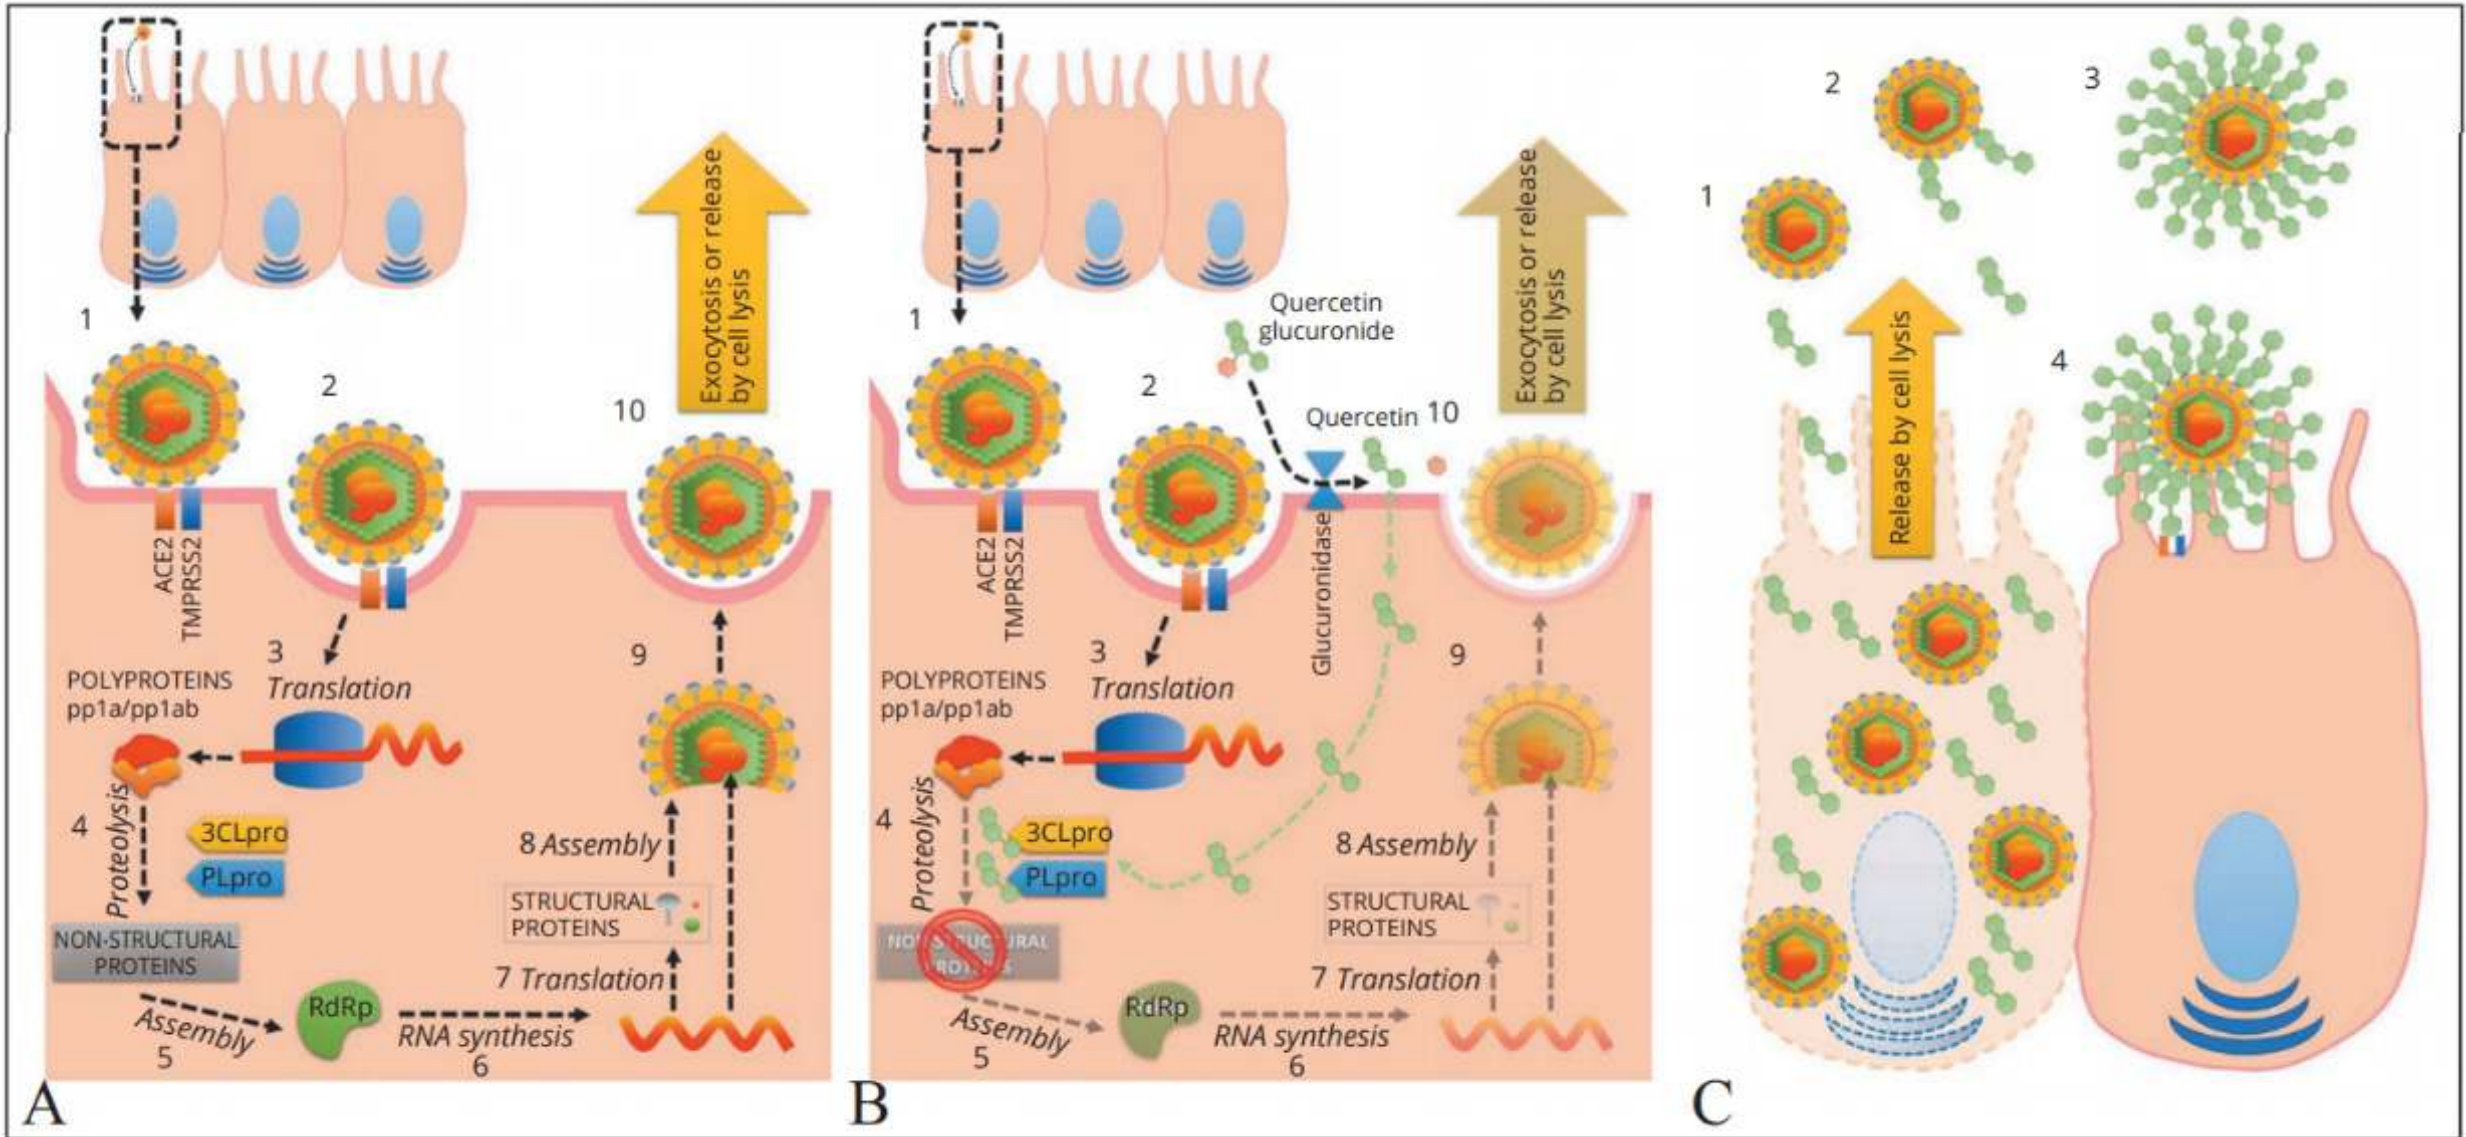 1
2
10
Exocytosis or release
by cell lysis
ACE2
TMPRSS2
3
Translation
9
POLYPROTEINS
pp1a/pp1ab
4
Proteolysis
3CLpro
PLpro
8 Assembly
STRUCTURAL
PROTEINS
NON-STRUCTURAL
PROTEINS
7 Translation
Assembly
5
RdRp
RNA synthesis
6
A
1
2
Quercetin
glucuronide
Quercetin
10
Exocytosis or release
by cell lysis
ACE2
TMPRSS2
Glucuronidase
3
Translation
9
POLYPROTEINS
pp1a/pp1ab
4
Proteolysis
3CLpro
PLpro
8 Assembly
STRUCTURAL
PROTEINS
NON-STRUCTURAL
PROTEINS
7 Translation
Assembly
5
RdRp
RNA synthesis
6
B
1
2
3
4
Release by cell lysis
C